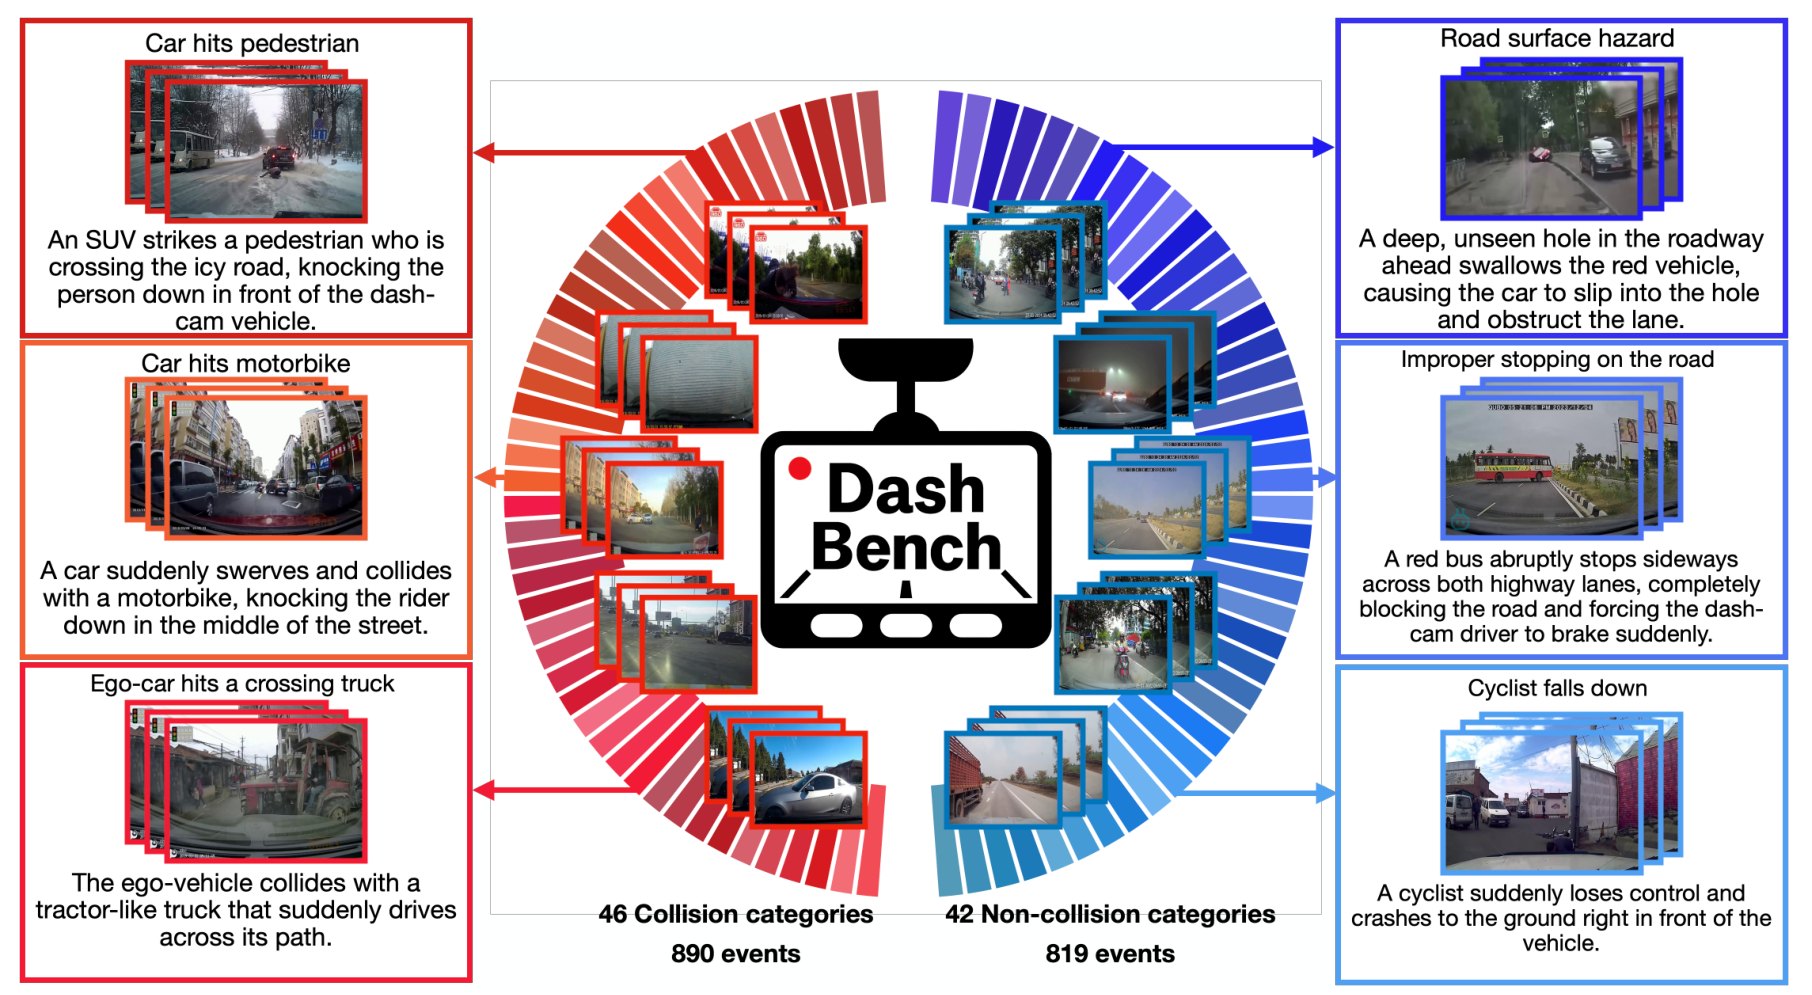 Car hits pedestrian
An SUV strikes a pedestrian who is
crossing the icy road, knocking the
person down in front of the dash-
cam vehicle.
Car hits motorbike
A car suddenly swerves and collides
with a motorbike, knocking the rider
down in the middle of the street.
Ego-car hits a crossing truck
The ego-vehicle collides with a
tractor-like truck that suddenly drives
across its path.
Dash
Bench
46 Collision categories
890 events
42 Non-collision categories
819 events
Road surface hazard
A deep, unseen hole in the roadway
ahead swallows the red vehicle,
causing the car to slip into the hole
and obstruct the lane.
Improper stopping on the road
A red bus abruptly stops sideways
across both highway lanes, completely
blocking the road and forcing the dash-
cam driver to brake suddenly.
Cyclist falls down
A cyclist suddenly loses control and
crashes to the ground right in front of the
vehicle.